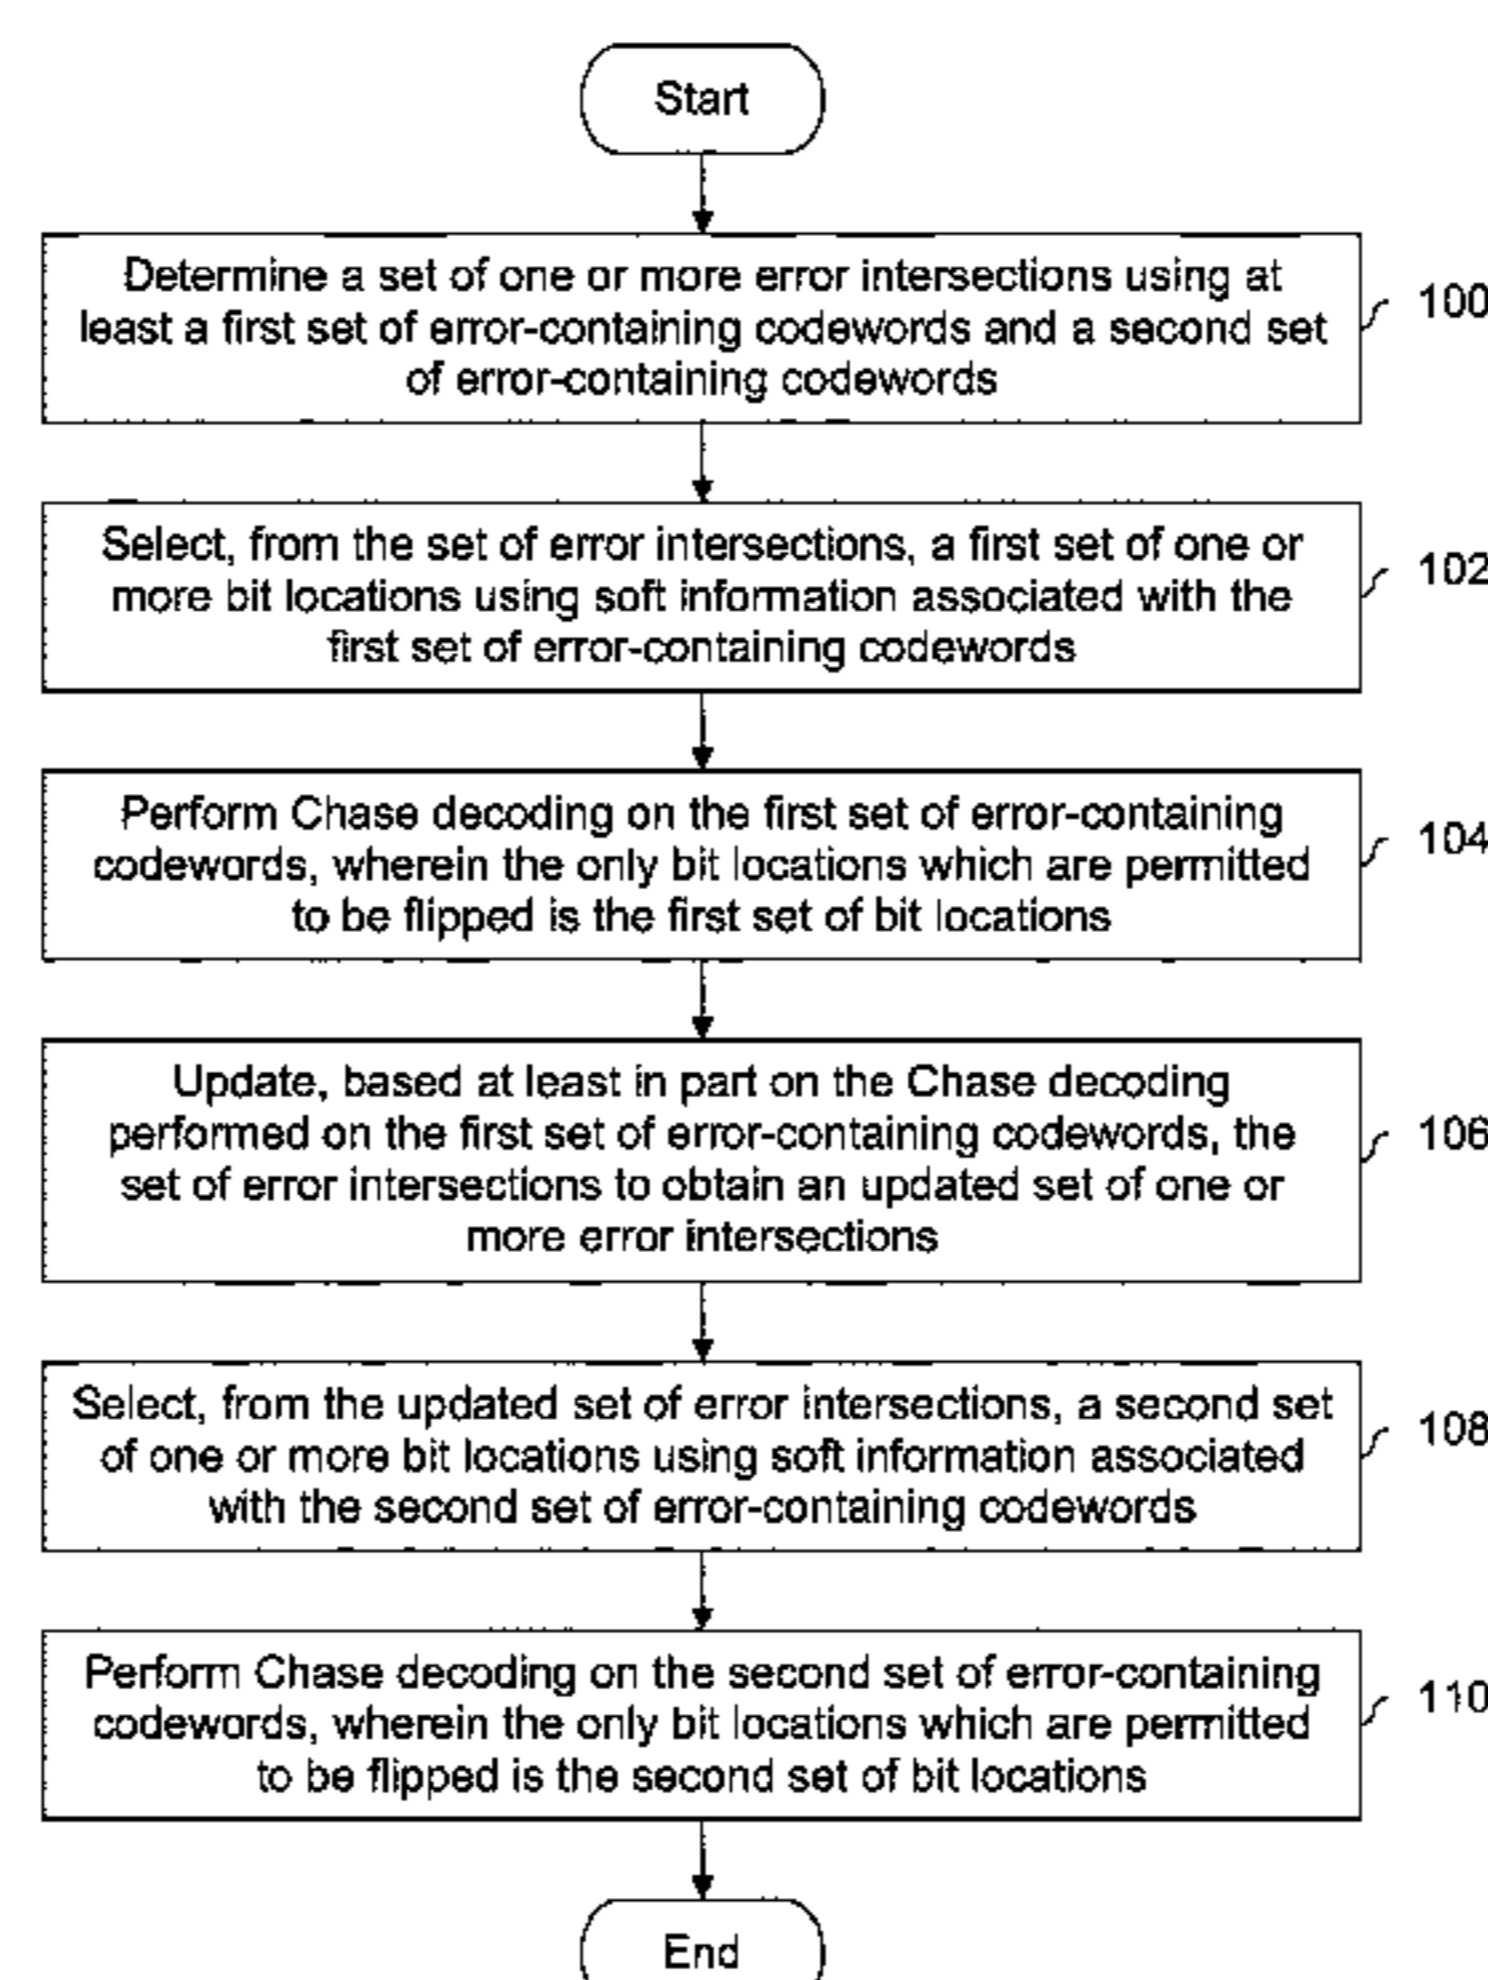 Start
Determine a set of one or more error intersections using at
least a first set of error-containing codewords and a second set
of error-containing codewords
100
Select, from the set of error intersections, a first set of one or
more bit locations using soft information associated with the
first set of error-containing codewords
102
Perform Chase decoding on the first set of error-containing
codewords, wherein the only bit locations which are permitted
to be flipped is the first set of bit locations
104
Update, based at least in part on the Chase decoding
performed on the first set of error-containing codewords, the
set of error intersections to obtain an updated set of one or
more error intersections
106
Select, from the updated set of error intersections, a second set
of one or more bit locations using soft information associated
with the second set of error-containing codewords
108
Perform Chase decoding on the second set of error-containing
codewords, wherein the only bit locations which are permitted
to be flipped is the second set of bit locations
110
End